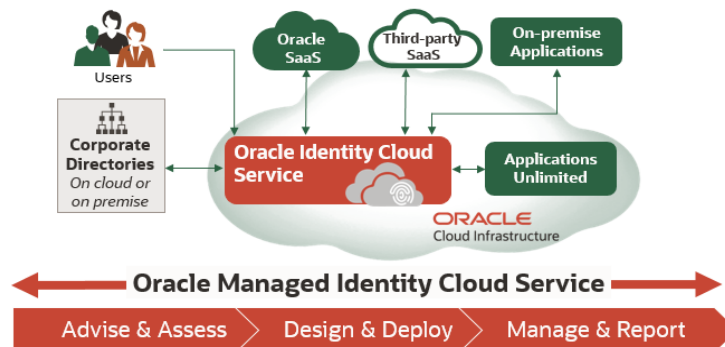 Users
Oracle
SaaS
Third-party
SaaS
On-premise
Applications
Corporate
Directories
On cloud or
on premise
Oracle Identity Cloud
Service
Applications
Unlimited
ORACLE
Cloud Infrastructure
Oracle Managed Identity Cloud Service
Advise & Assess
Design & Deploy
Manage & Report